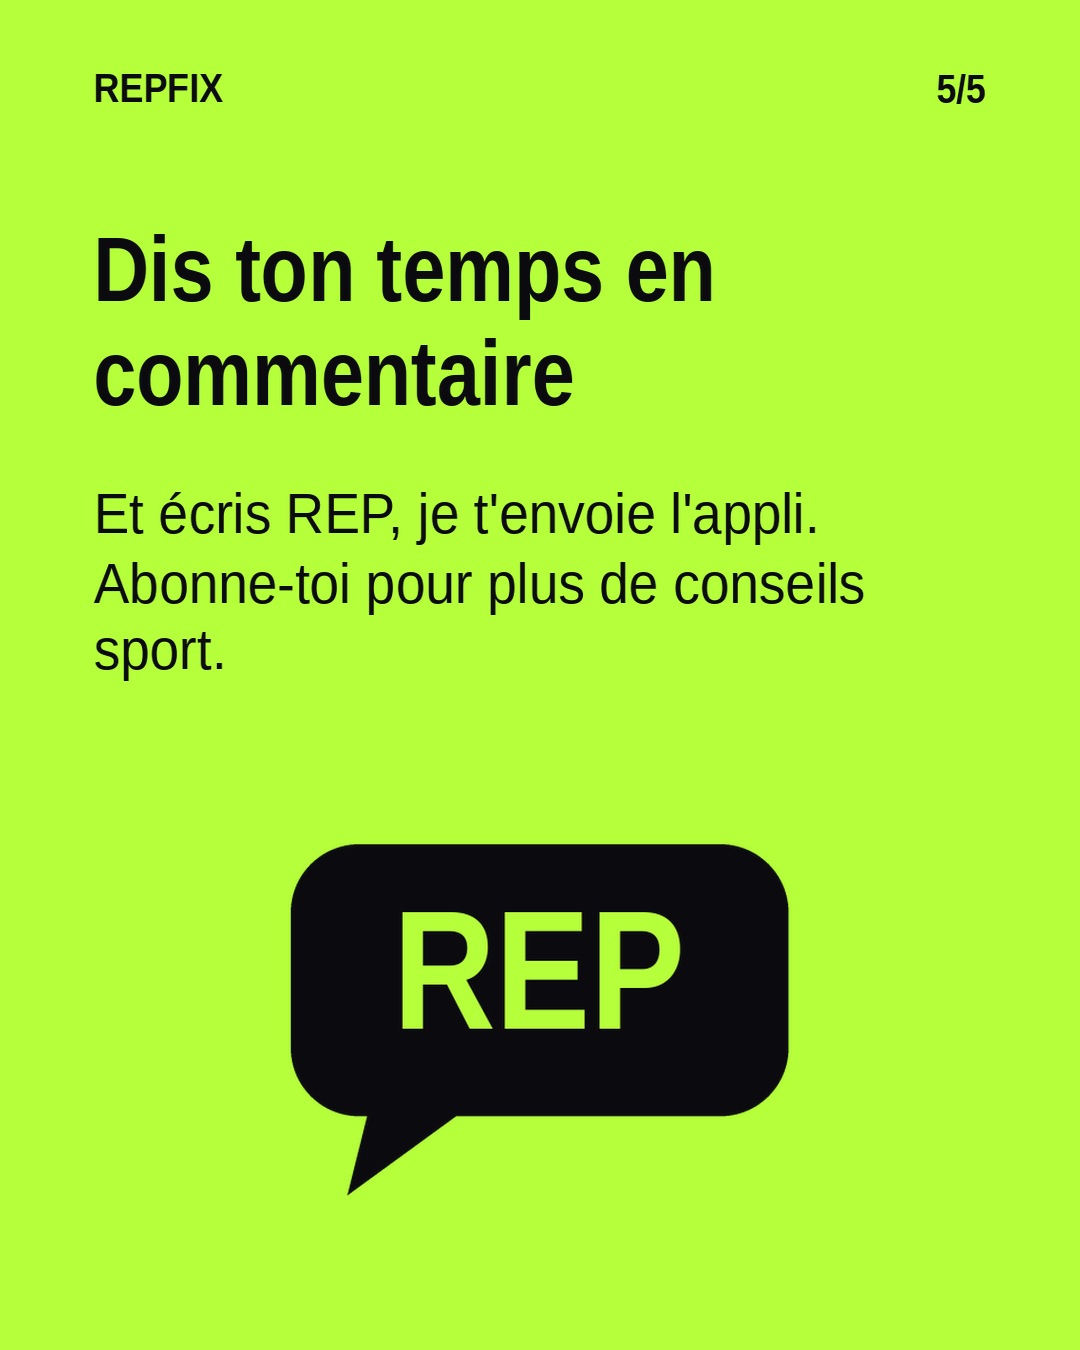 REPFIX
5/5
Dis ton temps en
commentaire
Et écris REP, je t'envoie l'appli.
Abonne-toi pour plus de conseils
sport.
REP